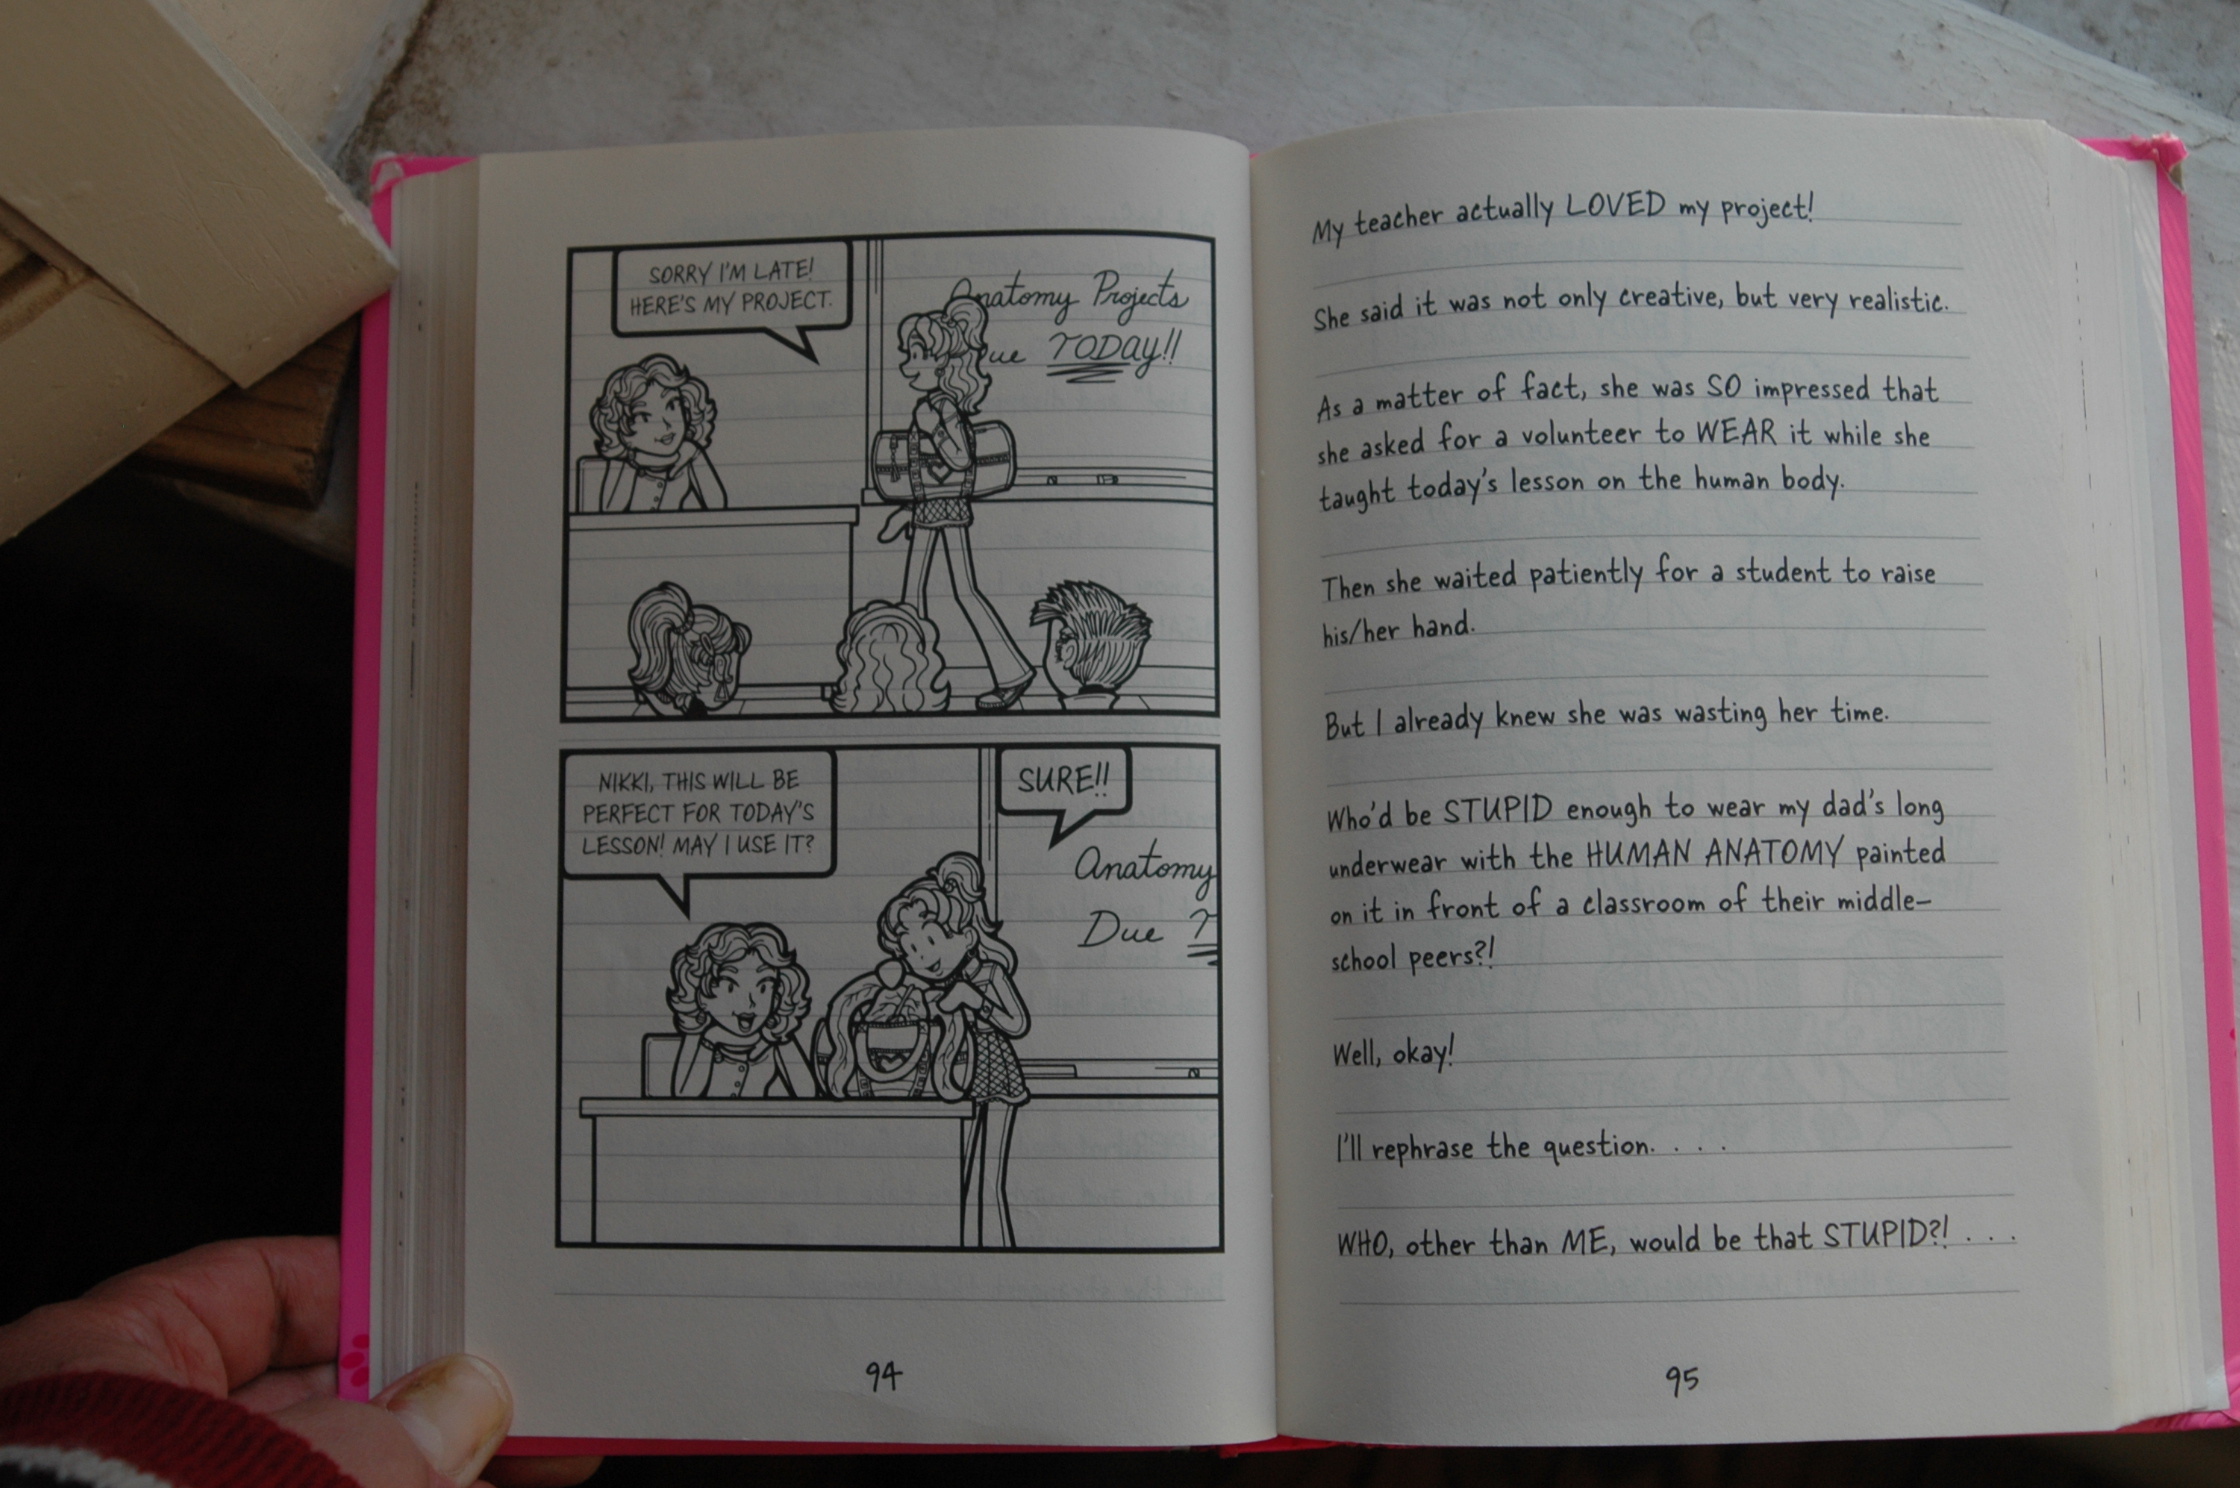 SORRY I'M LATE!
HERE'S MY PROJECT.
Anatomy Projects
Due TODAY!!
NIKKI, THIS WILL BE
PERFECT FOR TODAY'S
LESSON! MAY I USE IT?
SURE!!
Anatomy
Due
94
My teacher actually LOVED my project!
She said it was not only creative, but very realistic.
As a matter of fact, she was SO impressed that
she asked for a volunteer to WEAR it while she
taught today's lesson on the human body.
Then she waited patiently for a student to raise
his/her hand.
But I already knew she was wasting her time.
Who'd be STUPID enough to wear my dad's long
underwear with the HUMAN ANATOMY painted
on it in front of a classroom of their middle-
school peers?!
Well, okay!
I'll rephrase the question. . . .
WHO, other than ME, would be that STUPID?! . . .
95